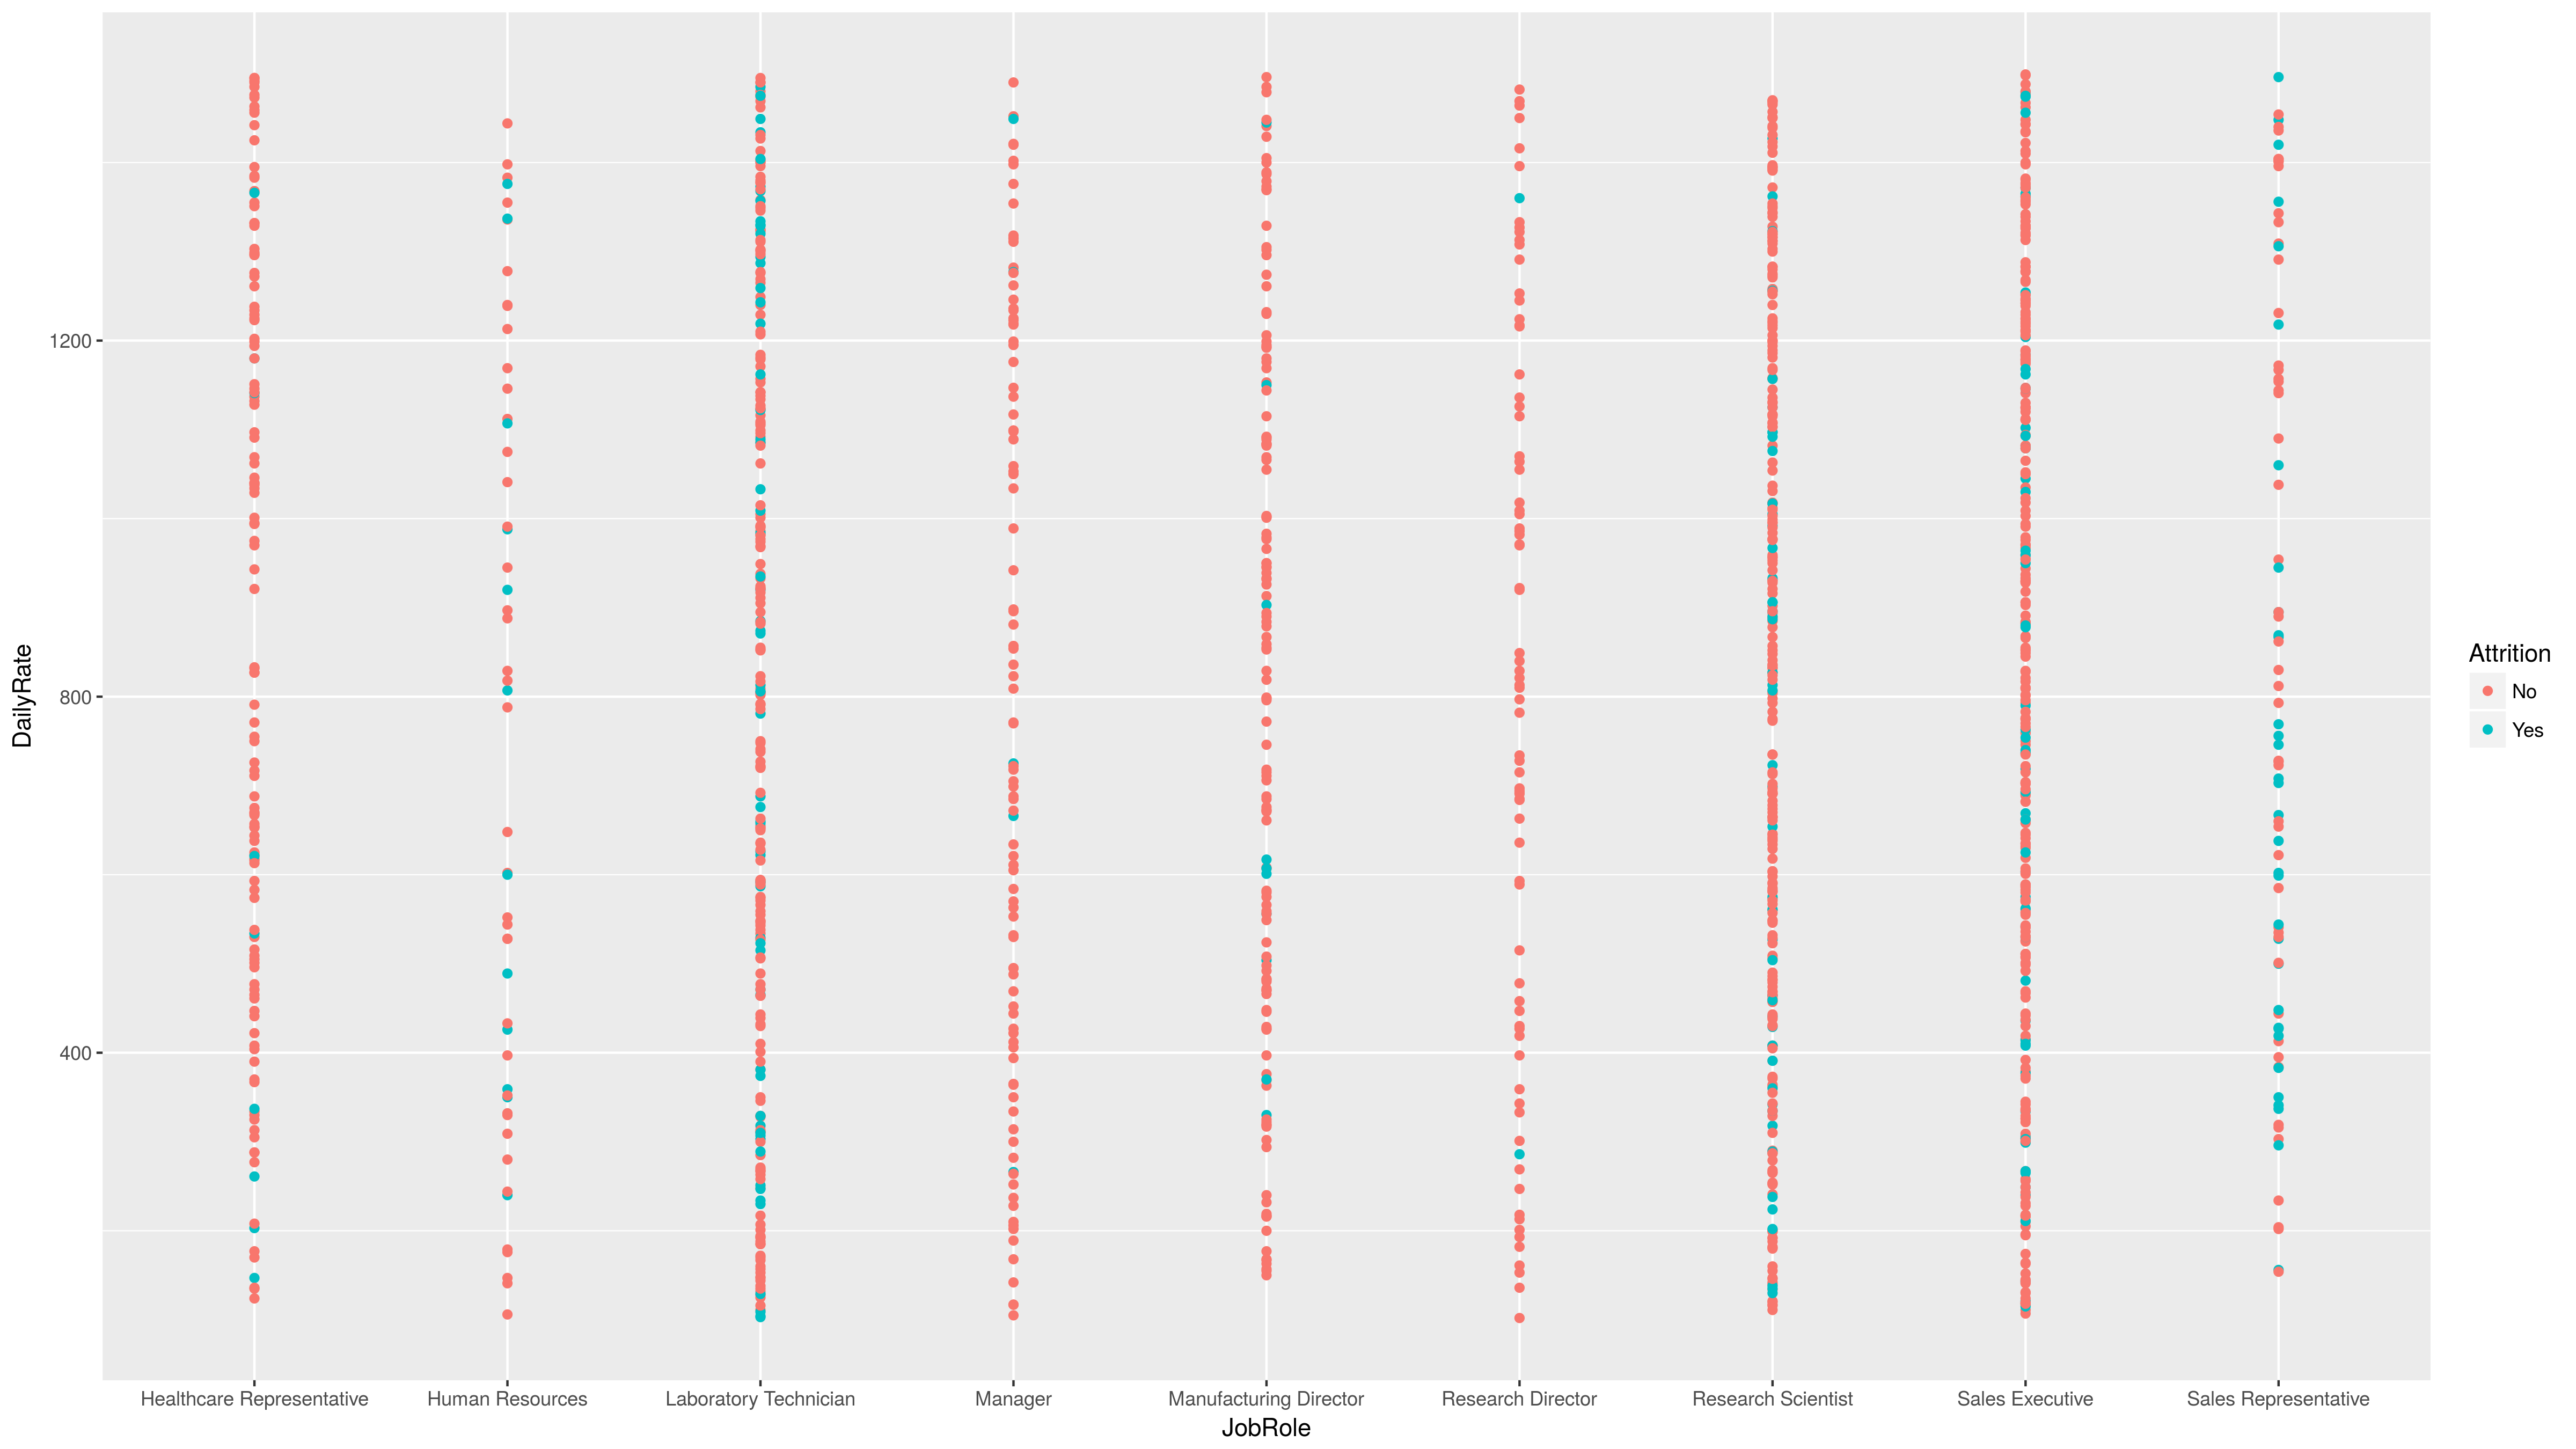 DailyRate
1200
800
400
Healthcare Representative
Human Resources
Laboratory Technician
Manager
Manufacturing Director
Research Director
Research Scientist
Sales Executive
Sales Representative
JobRole
Attrition
No
Yes